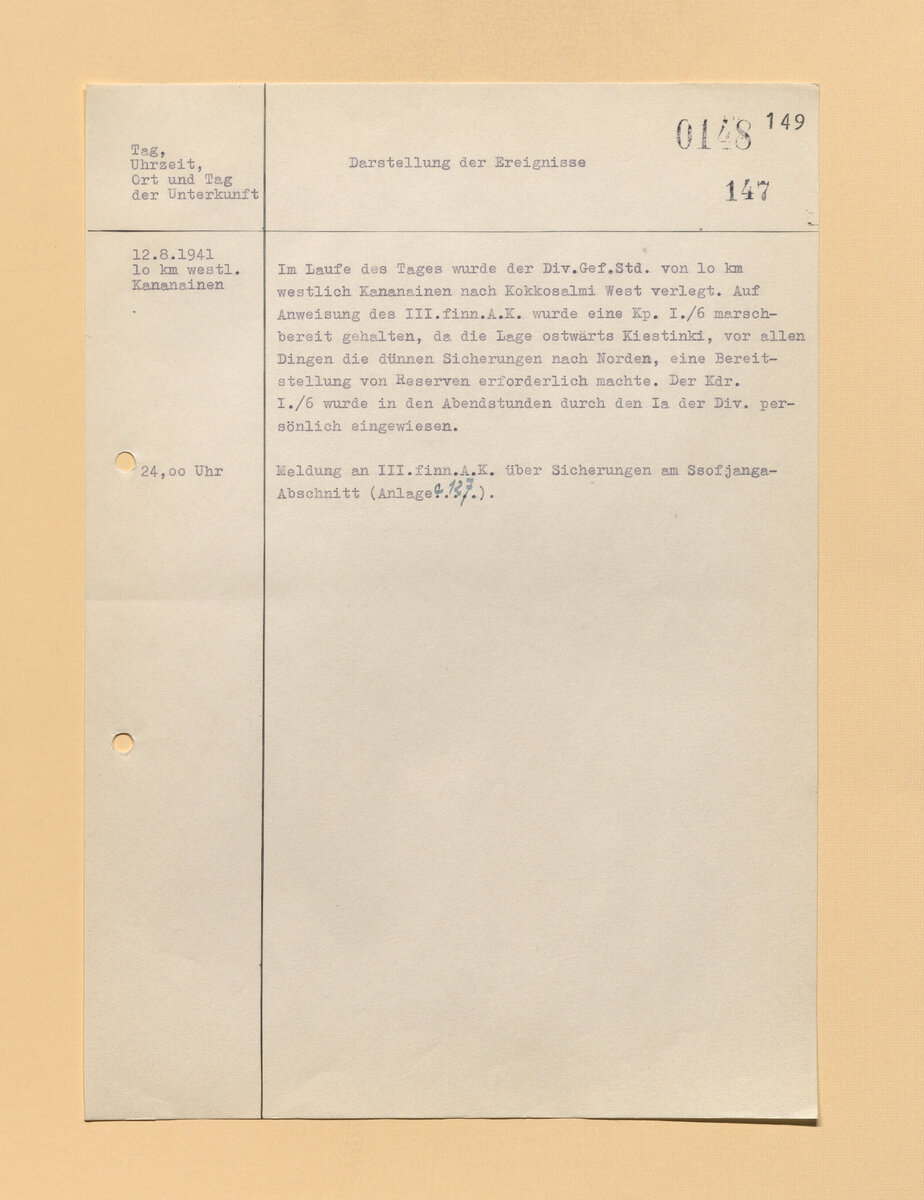 0148 149
147
Tag,
Uhrzeit,
Ort und Tag
der Unterkunft
Darstellung der Ereignisse
12.8.1941
lo km westl.
Kananainen
Im Laufe des Tages wurde der Div.Gef.Std. von lo km
westlich Kananainen nach Kokkosalmi West verlegt. Auf
Anweisung des III.finn.A.K. wurde eine Kp. I./6 marsch-
bereit gehalten, da die Lage ostwärts Kiestinki, vor allen
Dingen die dünnen Sicherungen nach Norden, eine Bereit-
stellung von Reserven erforderlich machte. Der Kdr.
I./6 wurde in den Abendstunden durch den Ia der Div. per-
sönlich eingewiesen.
24,oo Uhr
Meldung an III.finn.A.K. über Sicherungen am Ssofjanga-
Abschnitt (Anlage 137.).